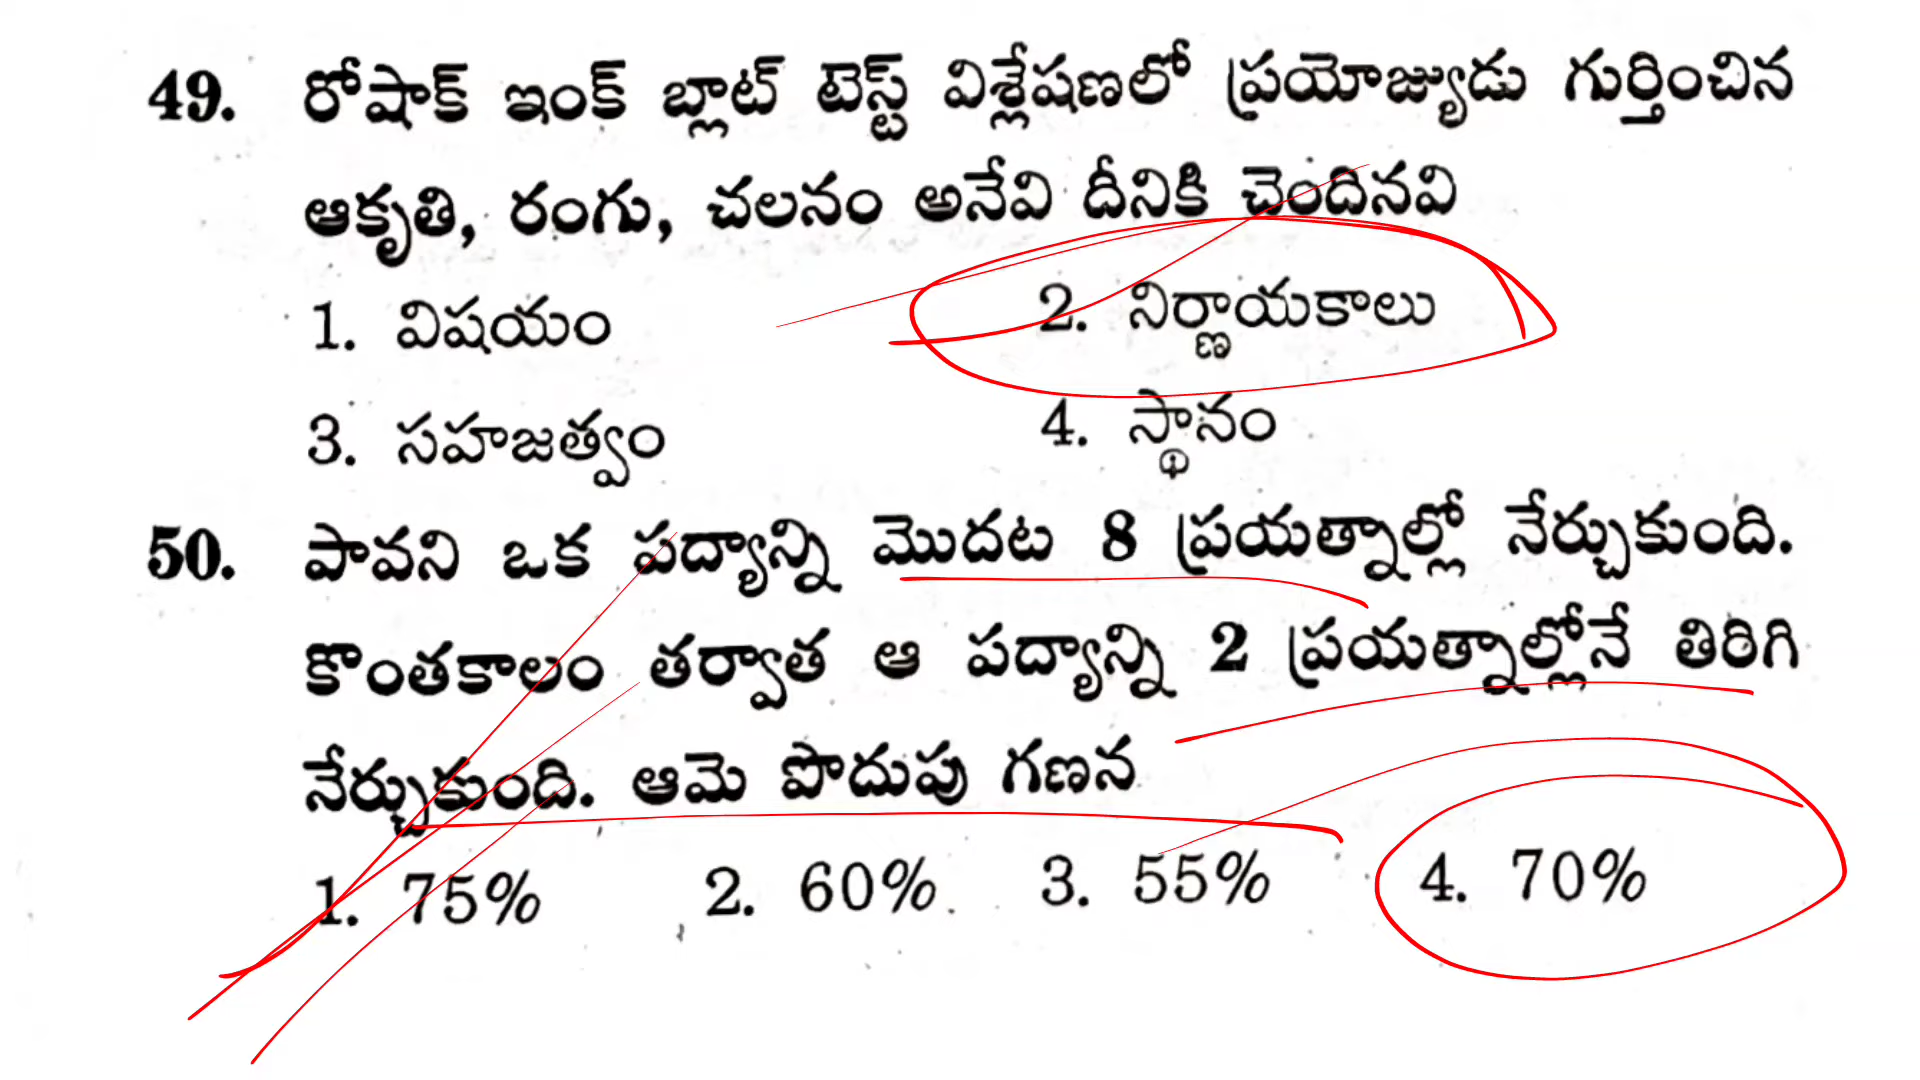 49. రోషాక్ ఇంక్ బ్లాట్ టెస్ట్ విశ్లేషణలో ప్రయోజ్యుడు గుర్తించిన
ఆకృతి, రంగు, చలనం అనేవి దీనికి చెందినవి
1. విషయం 2. నిర్ణాయకాలు
3. సహజత్వం 4. స్థానం
50. పావని ఒక పద్యాన్ని మొదట 8 ప్రయత్నాల్లో నేర్చుకుంది.
కొంతకాలం తర్వాత ఆ పద్యాన్ని 2 ప్రయత్నాల్లోనే తిరిగి
నేర్చుకుంది. ఆమె పొదుపు గణన
1. 75% 2. 60% 3. 55% 4. 70%